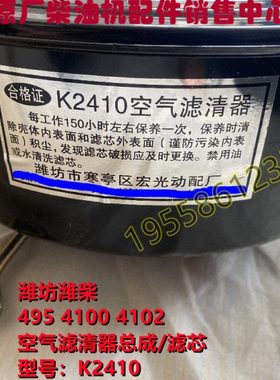 原厂柴油机配件销售中心
合格证 K2410空气滤清器
每工作150小时左右保养一次，保养时清
除壳体内表面和滤芯外表面（谨防污染内表
面）积尘，发现滤芯破损应及时更换。禁用油
或水清洗滤芯。
潍坊市寒亭区宏光动配厂
195586123
潍坊潍柴
495 4100 4102
空气滤清器总成/滤芯
型号：K2410